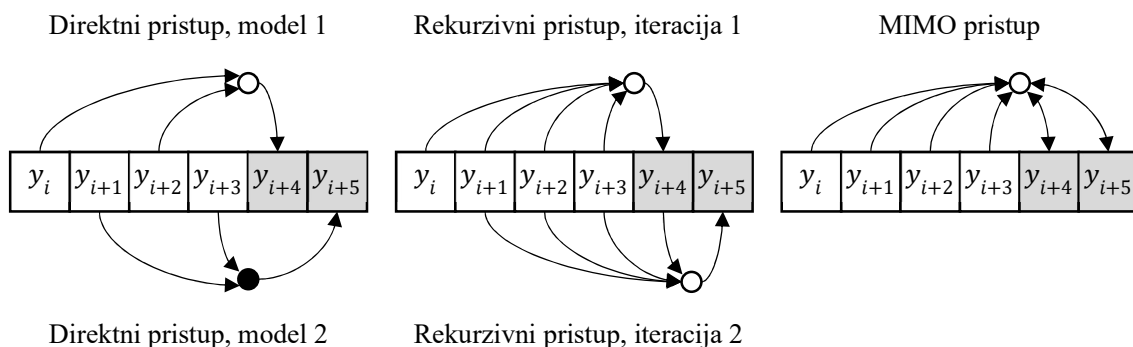 Direktni pristup, model 1 Rekurzivni pristup, iteracija 1 MIMO pristup
y_i y_{i+1} y_{i+2} y_{i+3} y_{i+4} y_{i+5} y_i y_{i+1} y_{i+2} y_{i+3} y_{i+4} y_{i+5} y_i y_{i+1} y_{i+2} y_{i+3} y_{i+4} y_{i+5}
Direktni pristup, model 2 Rekurzivni pristup, iteracija 2